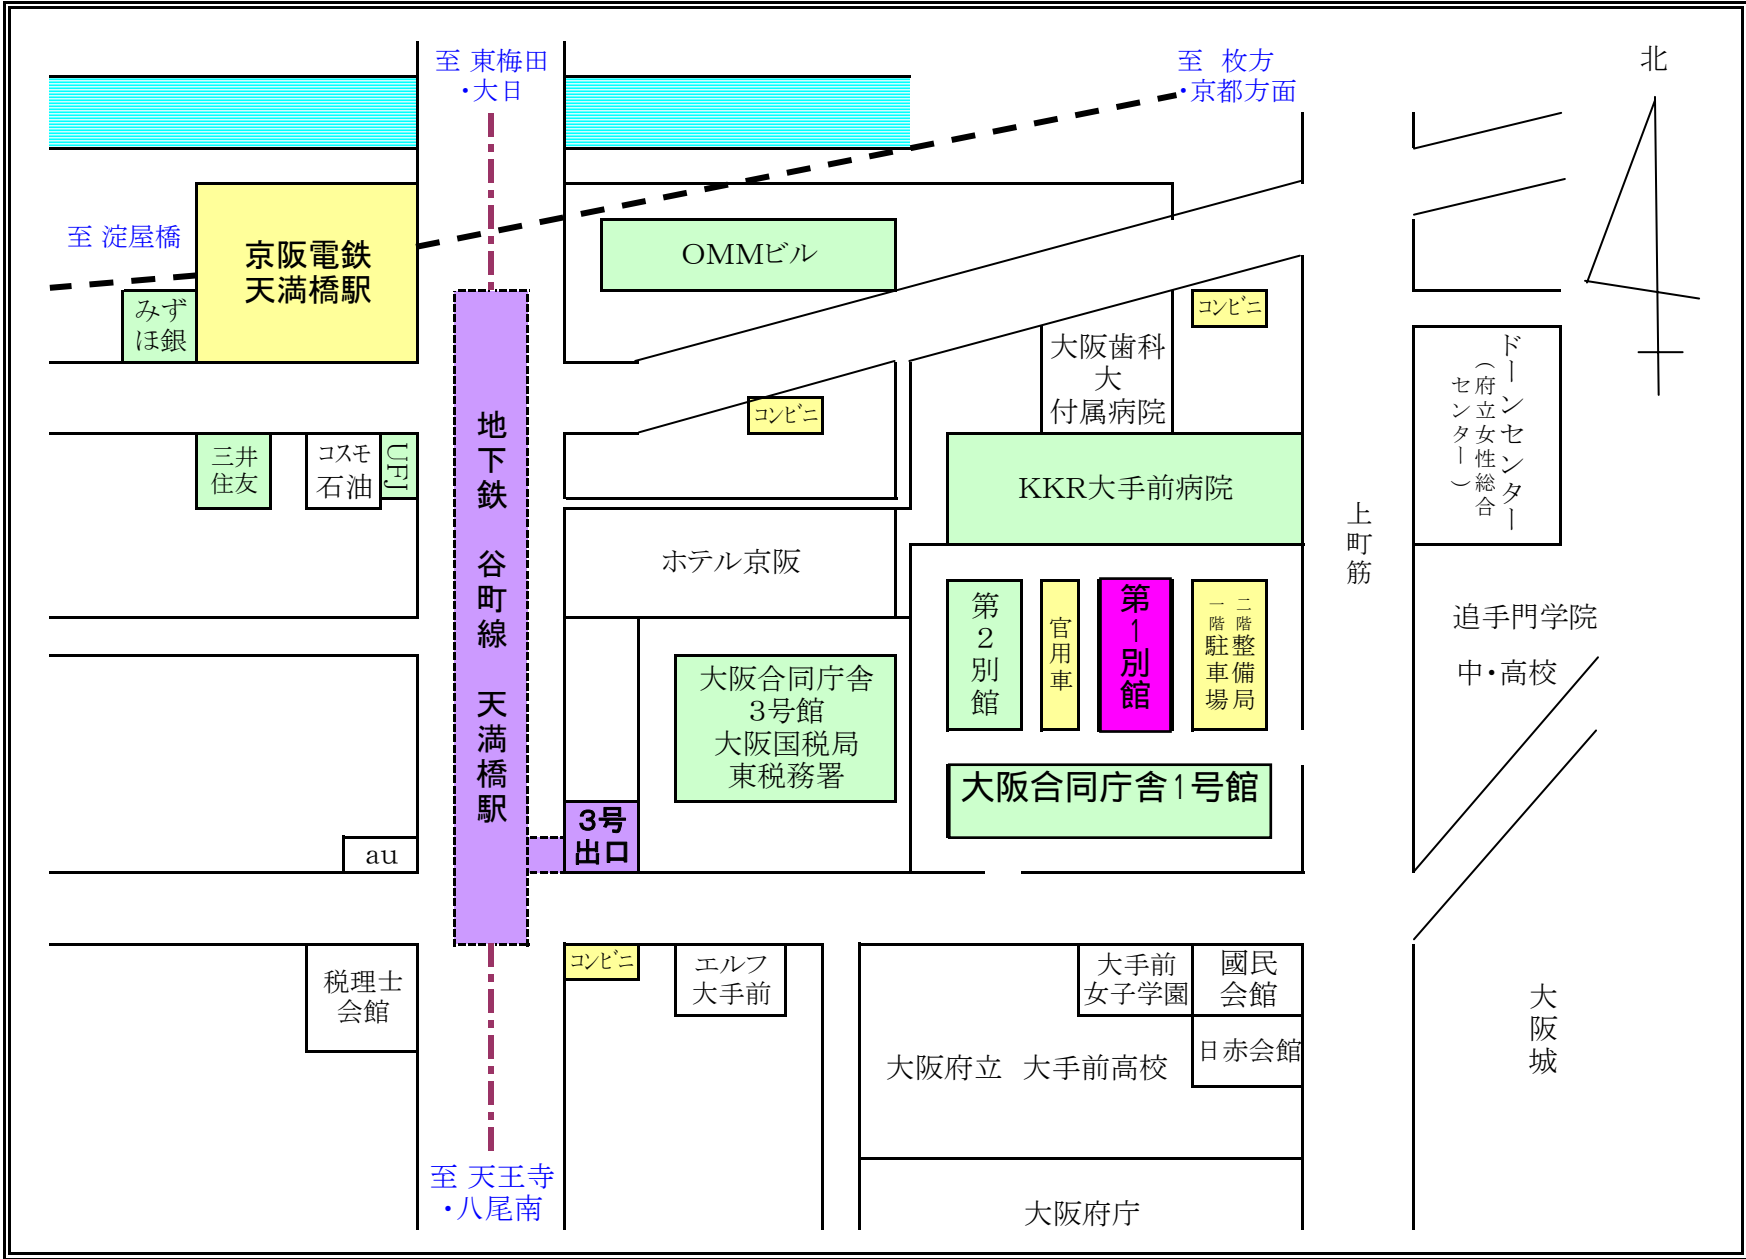 至 東梅田
・大日
至 枚方
・京都方面
北
至 淀屋橋
京阪電鉄
天満橋駅
OMMビル
みず
ほ銀
コンビニ
大阪歯科
大
付属病院
ドーンセンター
（府立女性総合
センター）
コンビニ
三井
住友
コスモ
石油
UFJ
地下鉄 谷町線 天満橋駅
KKR大手前病院
上町筋
ホテル京阪
第2別館
官用車
第1別館
二階整備局
一階駐車場
追手門学院
中・高校
大阪合同庁舎
3号館
大阪国税局
東税務署
大阪合同庁舎1号館
3号
出口
au
税理士
会館
コンビニ
エルフ
大手前
大手前
女子学園
國民
会館
日赤会館
大阪府立 大手前高校
大阪城
至 天王寺
・八尾南
大阪府庁